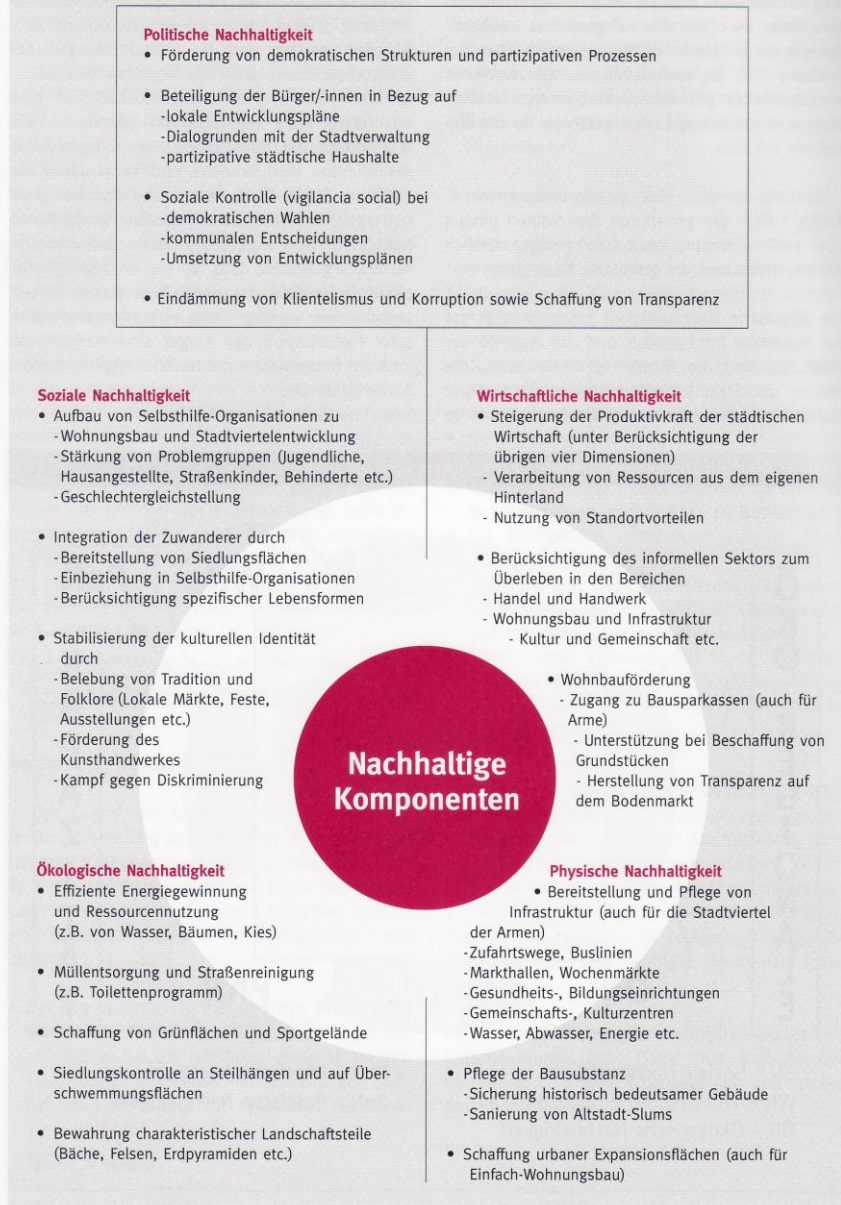 Politische Nachhaltigkeit
• Förderung von demokratischen Strukturen und partizipativen Prozessen
• Beteiligung der Bürger/-innen in Bezug auf
-lokale Entwicklungspläne
-Dialogrunden mit der Stadtverwaltung
-partizipative städtische Haushalte
• Soziale Kontrolle (vigilancia social) bei
-demokratischen Wahlen
-kommunalen Entscheidungen
-Umsetzung von Entwicklungsplänen
• Eindämmung von Klientelismus und Korruption sowie Schaffung von Transparenz
Soziale Nachhaltigkeit
• Aufbau von Selbsthilfe-Organisationen zu
-Wohnungsbau und Stadtviertelentwicklung
-Stärkung von Problemgruppen (Jugendliche,
Hausangestellte, Straßenkinder, Behinderte etc.)
-Geschlechtergleichstellung
• Integration der Zuwanderer durch
-Bereitstellung von Siedlungsflächen
-Einbeziehung in Selbsthilfe-Organisationen
-Berücksichtigung spezifischer Lebensformen
• Stabilisierung der kulturellen Identität
durch
-Belebung von Tradition und
Folklore (Lokale Märkte, Feste,
Ausstellungen etc.)
-Förderung des
Kunsthandwerkes
-Kampf gegen Diskriminierung
Wirtschaftliche Nachhaltigkeit
• Steigerung der Produktivkraft der städtischen
Wirtschaft (unter Berücksichtigung der
übrigen vier Dimensionen)
- Verarbeitung von Ressourcen aus dem eigenen
Hinterland
- Nutzung von Standortvorteilen
• Berücksichtigung des informellen Sektors zum
Überleben in den Bereichen
- Handel und Handwerk
- Wohnungsbau und Infrastruktur
- Kultur und Gemeinschaft etc.
• Wohnbauförderung
- Zugang zu Bausparkassen (auch für
Arme)
- Unterstützung bei Beschaffung von
Grundstücken
- Herstellung von Transparenz auf
dem Bodenmarkt
Nachhaltige
Komponenten
Ökologische Nachhaltigkeit
• Effiziente Energiegewinnung
und Ressourcennutzung
(z.B. von Wasser, Bäumen, Kies)
• Müllentsorgung und Straßenreinigung
(z.B. Toilettenprogramm)
• Schaffung von Grünflächen und Sportgelände
• Siedlungskontrolle an Steilhängen und auf Über-
schwemmungsflächen
• Bewahrung charakteristischer Landschaftsteile
(Bäche, Felsen, Erdpyramiden etc.)
Physische Nachhaltigkeit
• Bereitstellung und Pflege von
Infrastruktur (auch für die Stadtviertel
der Armen)
-Zufahrtswege, Buslinien
-Markthallen, Wochenmärkte
-Gesundheits-, Bildungseinrichtungen
-Gemeinschafts-, Kulturzentren
-Wasser, Abwasser, Energie etc.
• Pflege der Bausubstanz
-Sicherung historisch bedeutsamer Gebäude
-Sanierung von Altstadt-Slums
• Schaffung urbaner Expansionsflächen (auch für
Einfach-Wohnungsbau)